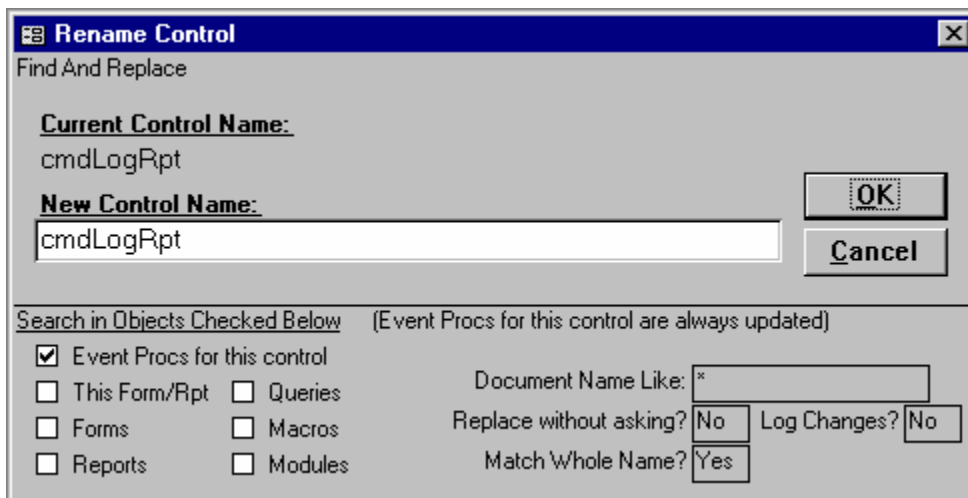 Rename Control
Find And Replace
Current Control Name:
cmdLogRpt
New Control Name:
cmdLogRpt
OK
Cancel
Search in Objects Checked Below (Event Procs for this control are always updated)
Event Procs for this control
This Form/Rpt Queries
Document Name Like: *
Forms Macros
Replace without asking? No Log Changes? No
Reports Modules
Match Whole Name? Yes